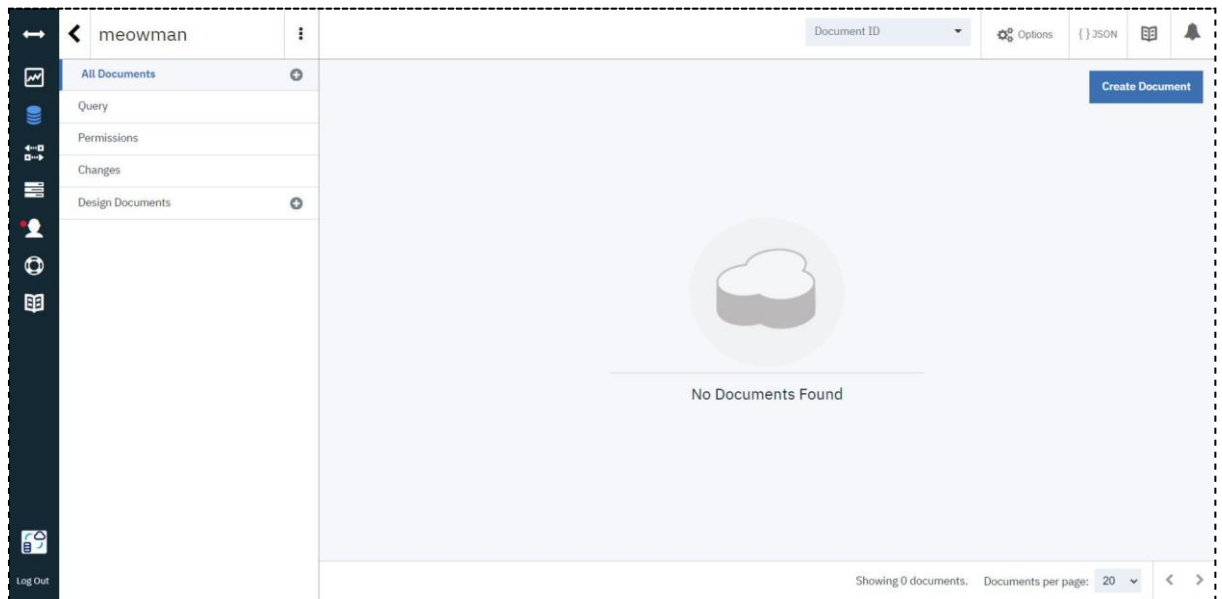 meowman
Document ID
Options
{ } JSON
All Documents
Create Document
Query
Permissions
Changes
Design Documents
No Documents Found
Log Out
Showing 0 documents. Documents per page: 20